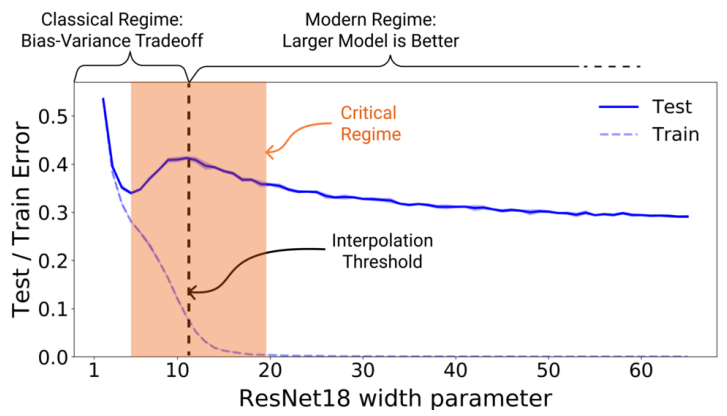 Classical Regime:
Bias-Variance Tradeoff
Modern Regime:
Larger Model is Better
Critical
Regime
Test
Train
Interpolation
Threshold
Test / Train Error
0.5
0.4
0.3
0.2
0.1
0.0
1 10 20 30 40 50 60
ResNet18 width parameter